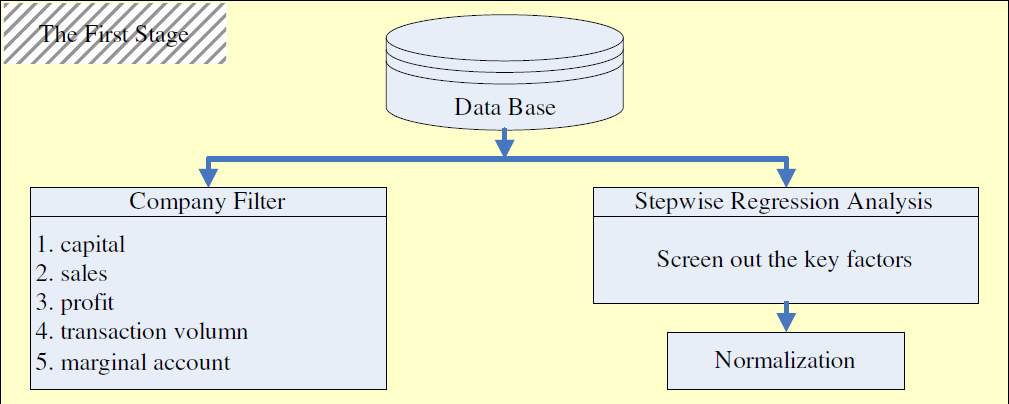 The First Stage
Data Base
Company Filter
1. capital
2. sales
3. profit
4. transaction volumn
5. marginal account
Stepwise Regression Analysis
Screen out the key factors
Normalization